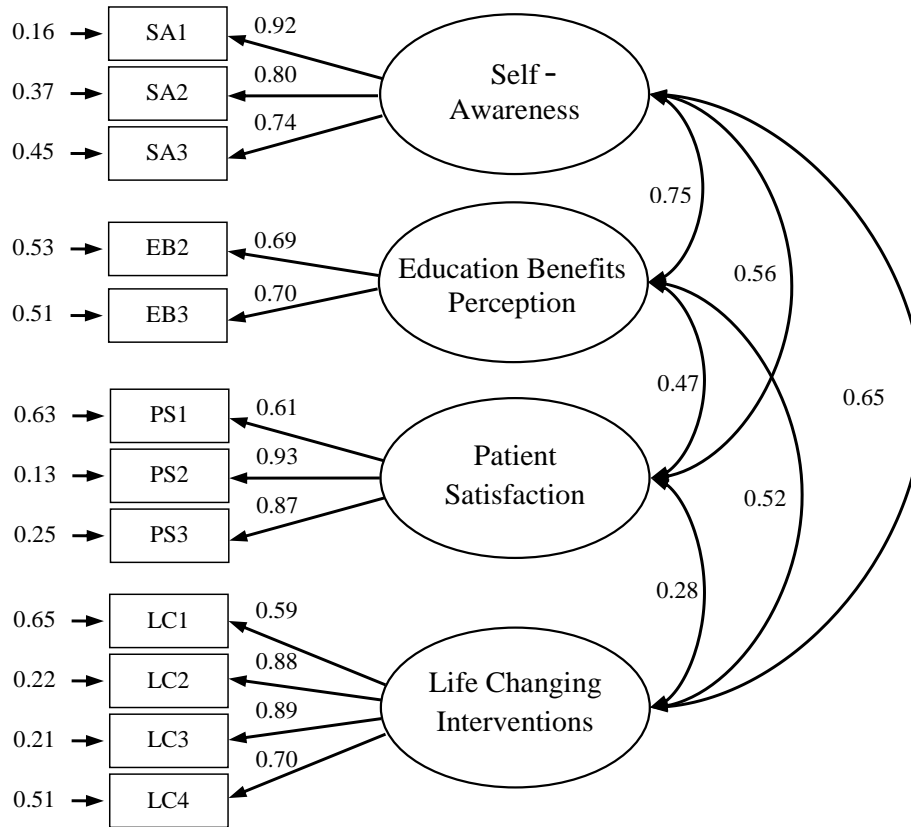 0.16
SA1
0.92
Self -
Awareness
0.37
SA2
0.80
0.45
SA3
0.74
0.75
0.53
EB2
0.69
Education Benefits
Perception
0.56
0.51
EB3
0.70
0.47
0.65
0.63
PS1
0.61
Patient
Satisfaction
0.13
PS2
0.93
0.52
0.25
PS3
0.87
0.28
0.65
LC1
0.59
Life Changing
Interventions
0.22
LC2
0.88
0.21
LC3
0.89
0.51
LC4
0.70